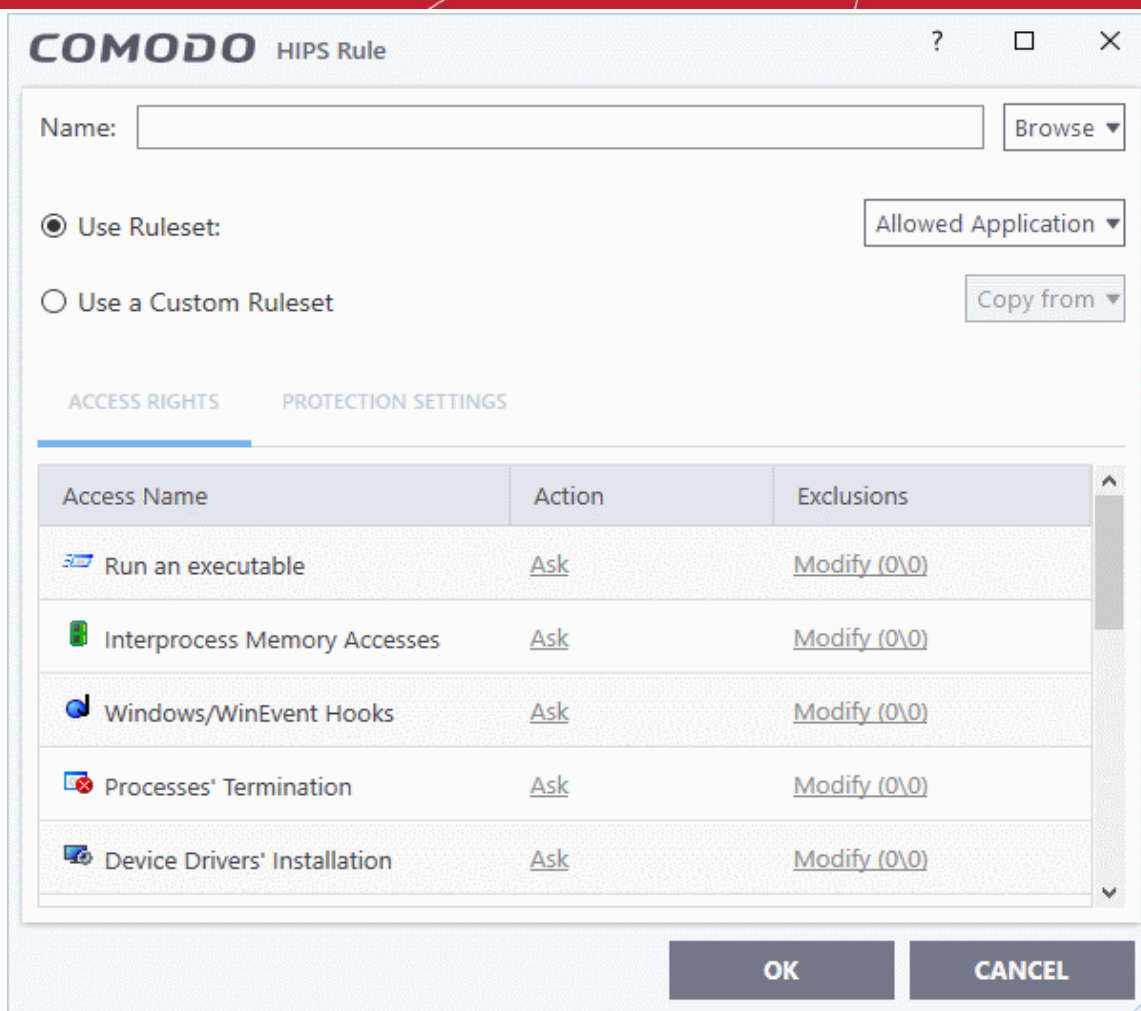 COMODO HIPS Rule ?
Name: Browse
Use Ruleset: Allowed Application
Use a Custom Ruleset Copy from
ACCESS RIGHTS PROTECTION SETTINGS
Access Name Action Exclusions
Run an executable Ask Modify (0\0)
Interprocess Memory Accesses Ask Modify (0\0)
Windows/WinEvent Hooks Ask Modify (0\0)
Processes' Termination Ask Modify (0\0)
Device Drivers' Installation Ask Modify (0\0)
OK CANCEL